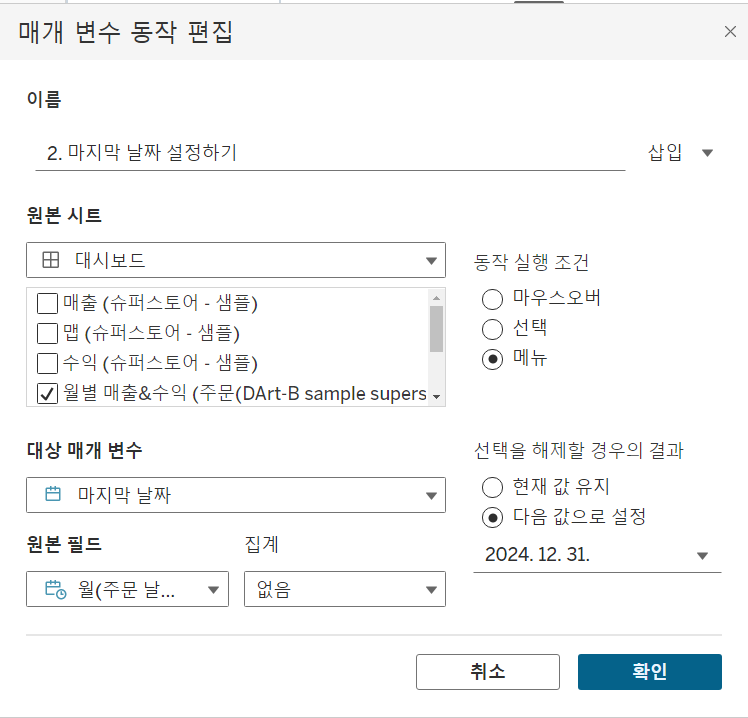 매개 변수 동작 편집
이름
2. 마지막 날짜 설정하기
삽입
원본 시트
대시보드
매출 (슈퍼스토어 - 샘플)
맵 (슈퍼스토어 - 샘플)
수익 (슈퍼스토어 - 샘플)
월별 매출&수익 (주문(DArt-B sample supers
동작 실행 조건
마우스오버
선택
메뉴
대상 매개 변수
마지막 날짜
선택을 해제할 경우의 결과
현재 값 유지
다음 값으로 설정
2024. 12. 31.
원본 필드
집계
월(주문 날...
없음
취소
확인